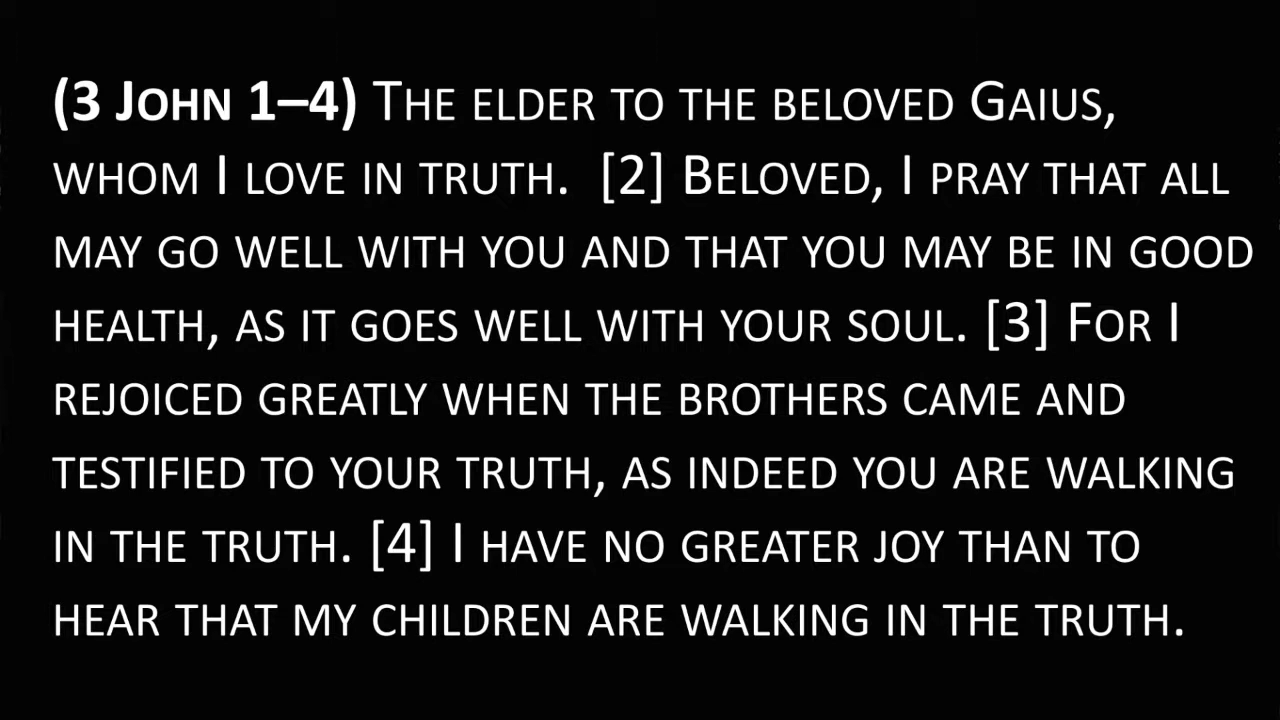 (3 John 1–4) The elder to the beloved Gaius,
whom I love in truth.  [2] Beloved, I pray that all
may go well with you and that you may be in good
health, as it goes well with your soul. [3] For I
rejoiced greatly when the brothers came and
testified to your truth, as indeed you are walking
in the truth. [4] I have no greater joy than to
hear that my children are walking in the truth.